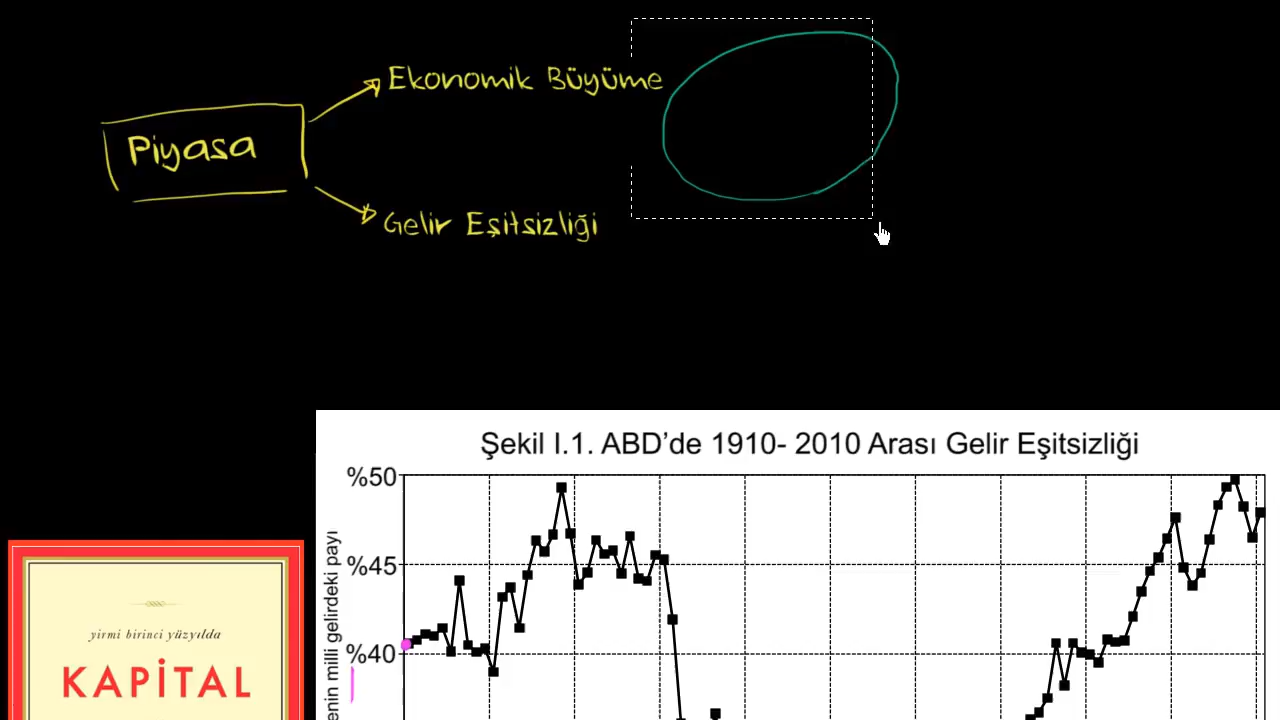 Ekonomik Büyüme
Piyasa
Gelir Eşitsizliği
Şekil I.1. ABD'de 1910- 2010 Arası Gelir Eşitsizliği
%50
%45
%40
milli gelirdeki payı
yirmi birinci yüzyılda
KAPİTAL